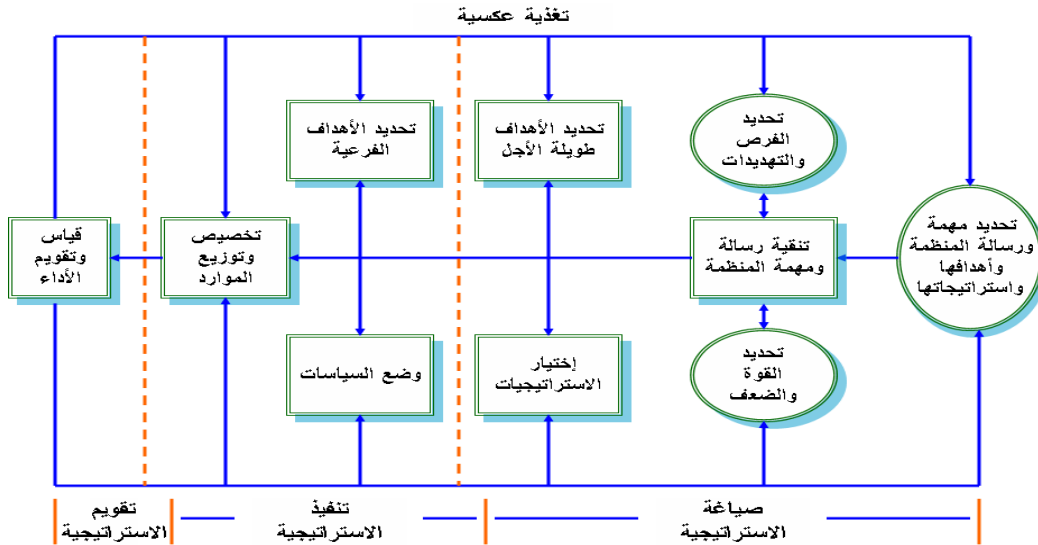 تغذية عكسية
تحديد
الفرص
والتهديدات
تحديد الأهداف
طويلة الأجل
تحديد الأهداف
الفرعية
تحديد مهمة
ورسالة المنظمة
وأهدافها
واستراتيجاتها
تنقية رسالة
ومهمة المنظمة
تخصيص
وتوزيع
الموارد
قياس
وتقويم
الأداء
تحديد
القوة
والضعف
إختيار
الاستراتيجيات
وضع السياسات
صياغة
الاستراتيجية
تنفيذ
الاستراتيجية
تقويم
الاستراتيجية